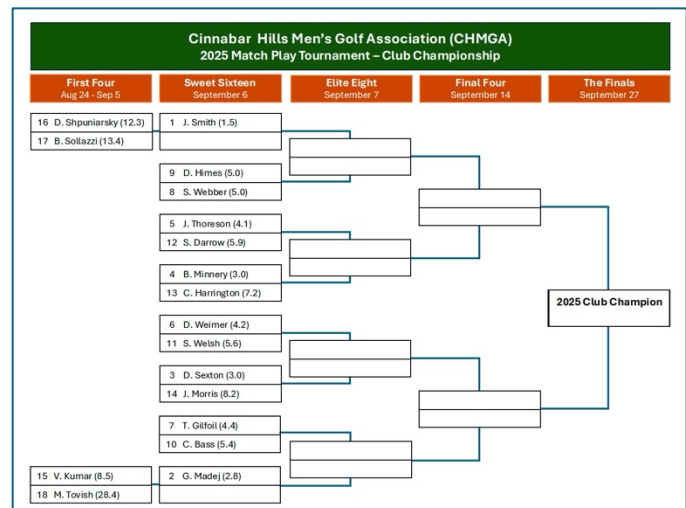 Cinnabar Hills Men's Golf Association (CHMGA)
2025 Match Play Tournament – Club Championship
First Four
Aug 24 - Sep 5
Sweet Sixteen
September 6
Elite Eight
September 7
Final Four
September 14
The Finals
September 27
16 D. Shpuniarsky (12.3)
17 B. Sollazzi (13.4)
1 J. Smith (1.5)
9 D. Himes (5.0)
8 S. Webber (5.0)
5 J. Thoreson (4.1)
12 S. Darrow (5.9)
4 B. Minnery (3.0)
13 C. Harrington (7.2)
2025 Club Champion
6 D. Weimer (4.2)
11 S. Welsh (5.6)
3 D. Sexton (3.0)
14 J. Morris (8.2)
7 T. Gilfoil (4.4)
10 C. Bass (5.4)
15 V. Kumar (8.5)
18 M. Tovish (28.4)
2 G. Madej (2.8)